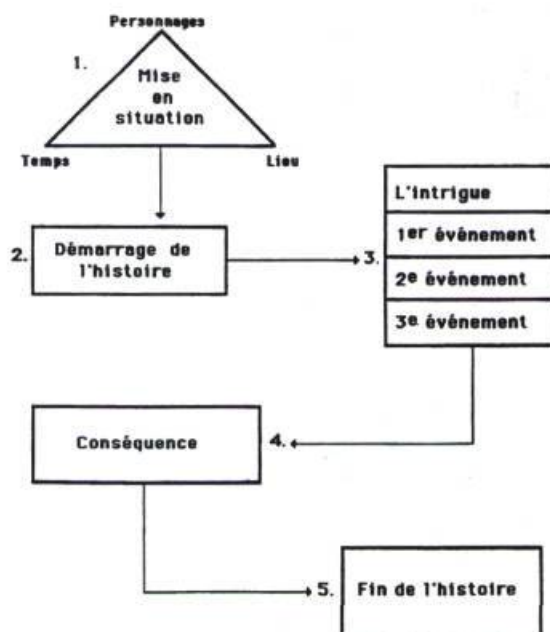 Personnages
1.
Mise
en
situation
Temps
Lieu
2.
Démarrage de
l'histoire
3.
L'intrigue
1er événement
2e événement
3e événement
Conséquence
4.
5.
Fin de l'histoire